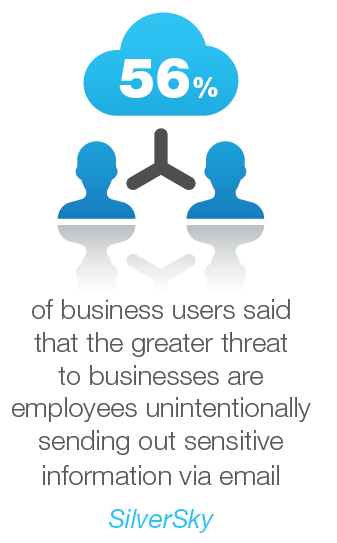 56%
of business users said
that the greater threat
to businesses are
employees unintentionally
sending out sensitive
information via email
SilverSky